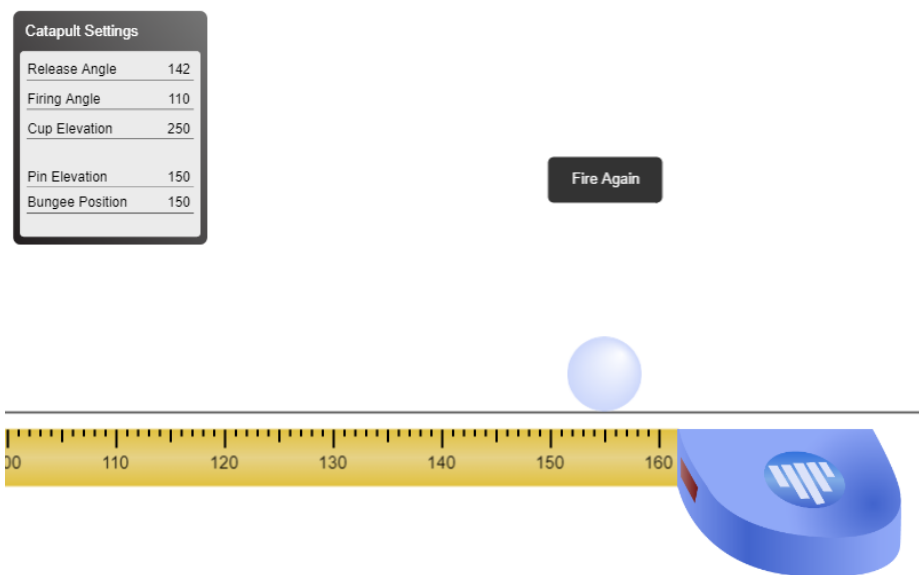 Catapult Settings
Release Angle 142
Firing Angle 110
Cup Elevation 250
Pin Elevation 150
Bungee Position 150
Fire Again
00 110 120 130 140 150 160